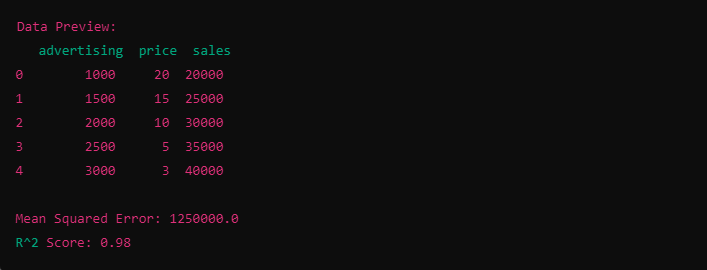 Data Preview:
advertising price sales
0 1000 20 20000
1 1500 15 25000
2 2000 10 30000
3 2500 5 35000
4 3000 3 40000
Mean Squared Error: 1250000.0
R^2 Score: 0.98